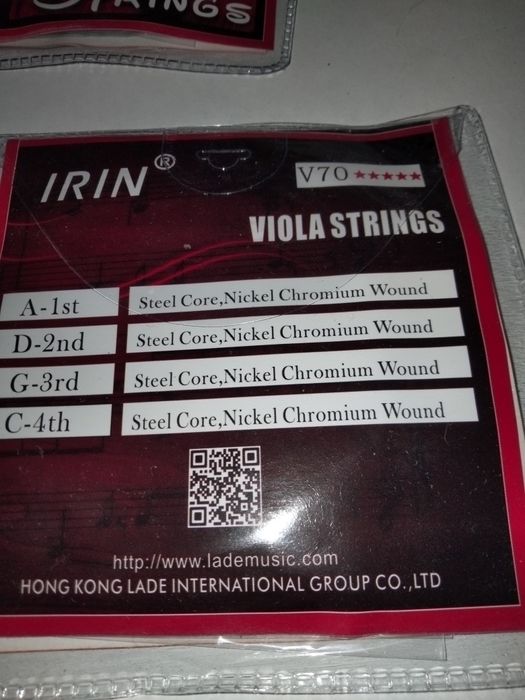 STRINGS
IRIN®
V70 ★★★★★
VIOLA STRINGS
A-1st Steel Core,Nickel Chromium Wound
D-2nd Steel Core,Nickel Chromium Wound
G-3rd Steel Core,Nickel Chromium Wound
C-4th Steel Core,Nickel Chromium Wound
http://www.lademusic.com
HONG KONG LADE INTERNATIONAL GROUP CO.,LTD